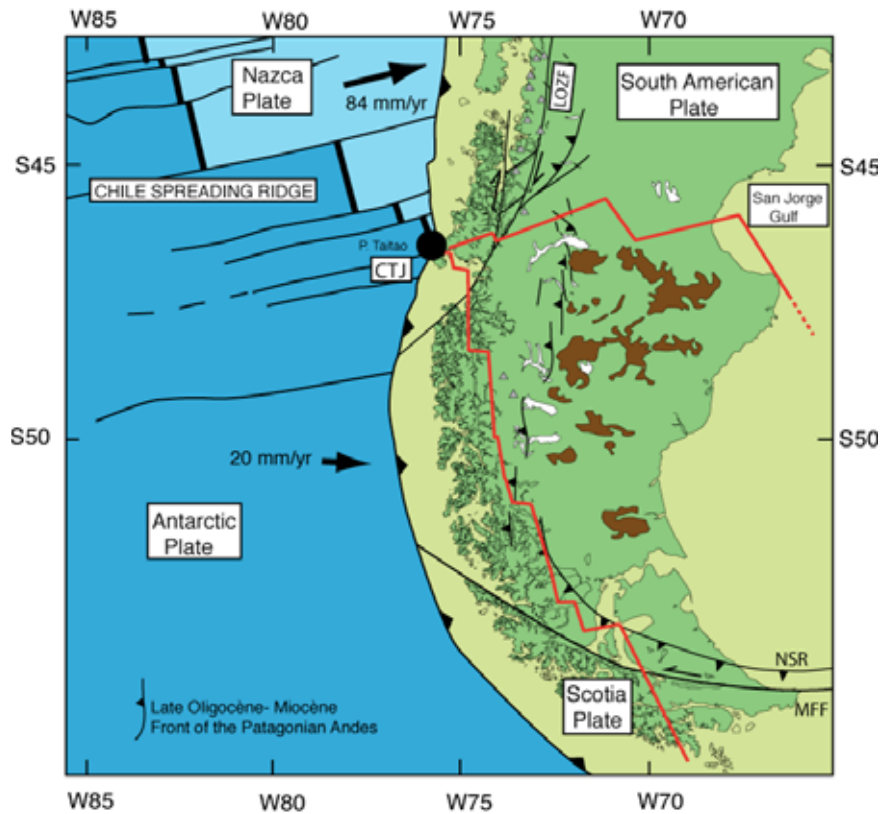 W85
W80
W75
W70
Nazca
Plate
84 mm/yr
LOZF
South American
Plate
S45
S45
CHILE SPREADING RIDGE
San Jorge
Gulf
P. Taitao
CTJ
S50
S50
20 mm/yr
Antarctic
Plate
NSR
MFF
Scotia
Plate
Late Oligocène- Miocène
Front of the Patagonian Andes
W85
W80
W75
W70